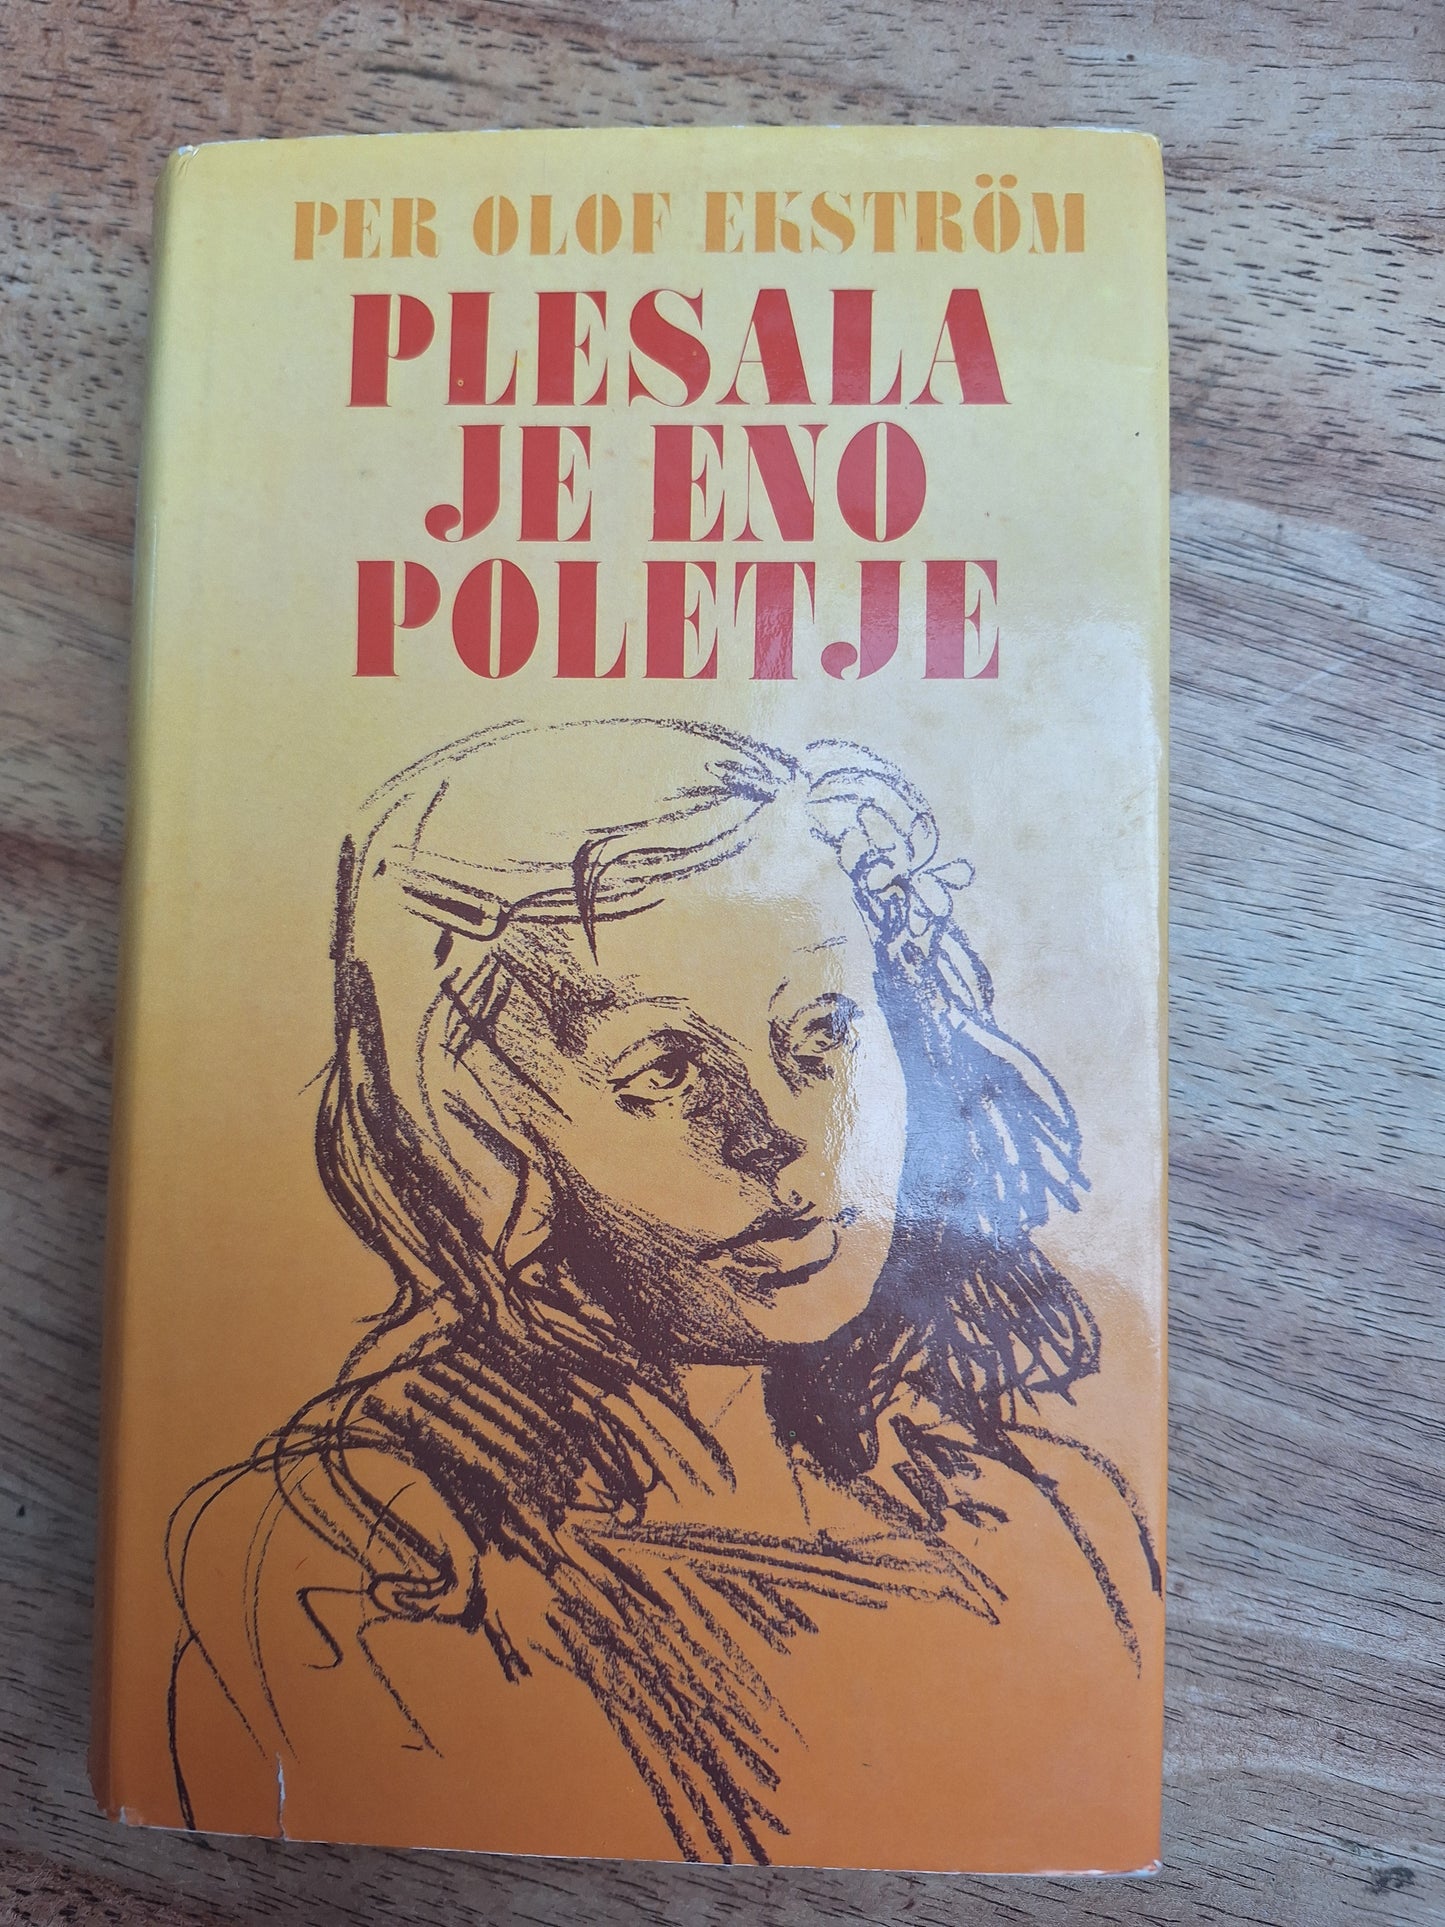 PER OLOF EKSTRÖM
PLESALA
JE ENO
POLETJE